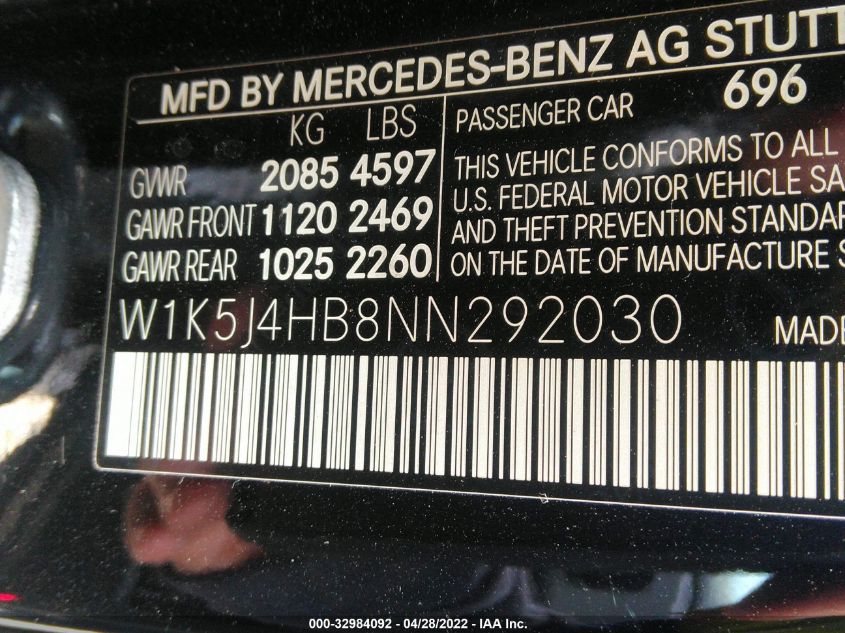 MFD BY MERCEDES-BENZ AG STUTT
KG LBS
GVWR 2085 4597
GAWR FRONT 1120 2469
GAWR REAR 1025 2260
PASSENGER CAR 696
THIS VEHICLE CONFORMS TO ALL
U.S. FEDERAL MOTOR VEHICLE SA
AND THEFT PREVENTION STANDAR
ON THE DATE OF MANUFACTURE S
W1K5J4HB8NN292030
MADE
000-32984092 - 04/28/2022 - IAA Inc.